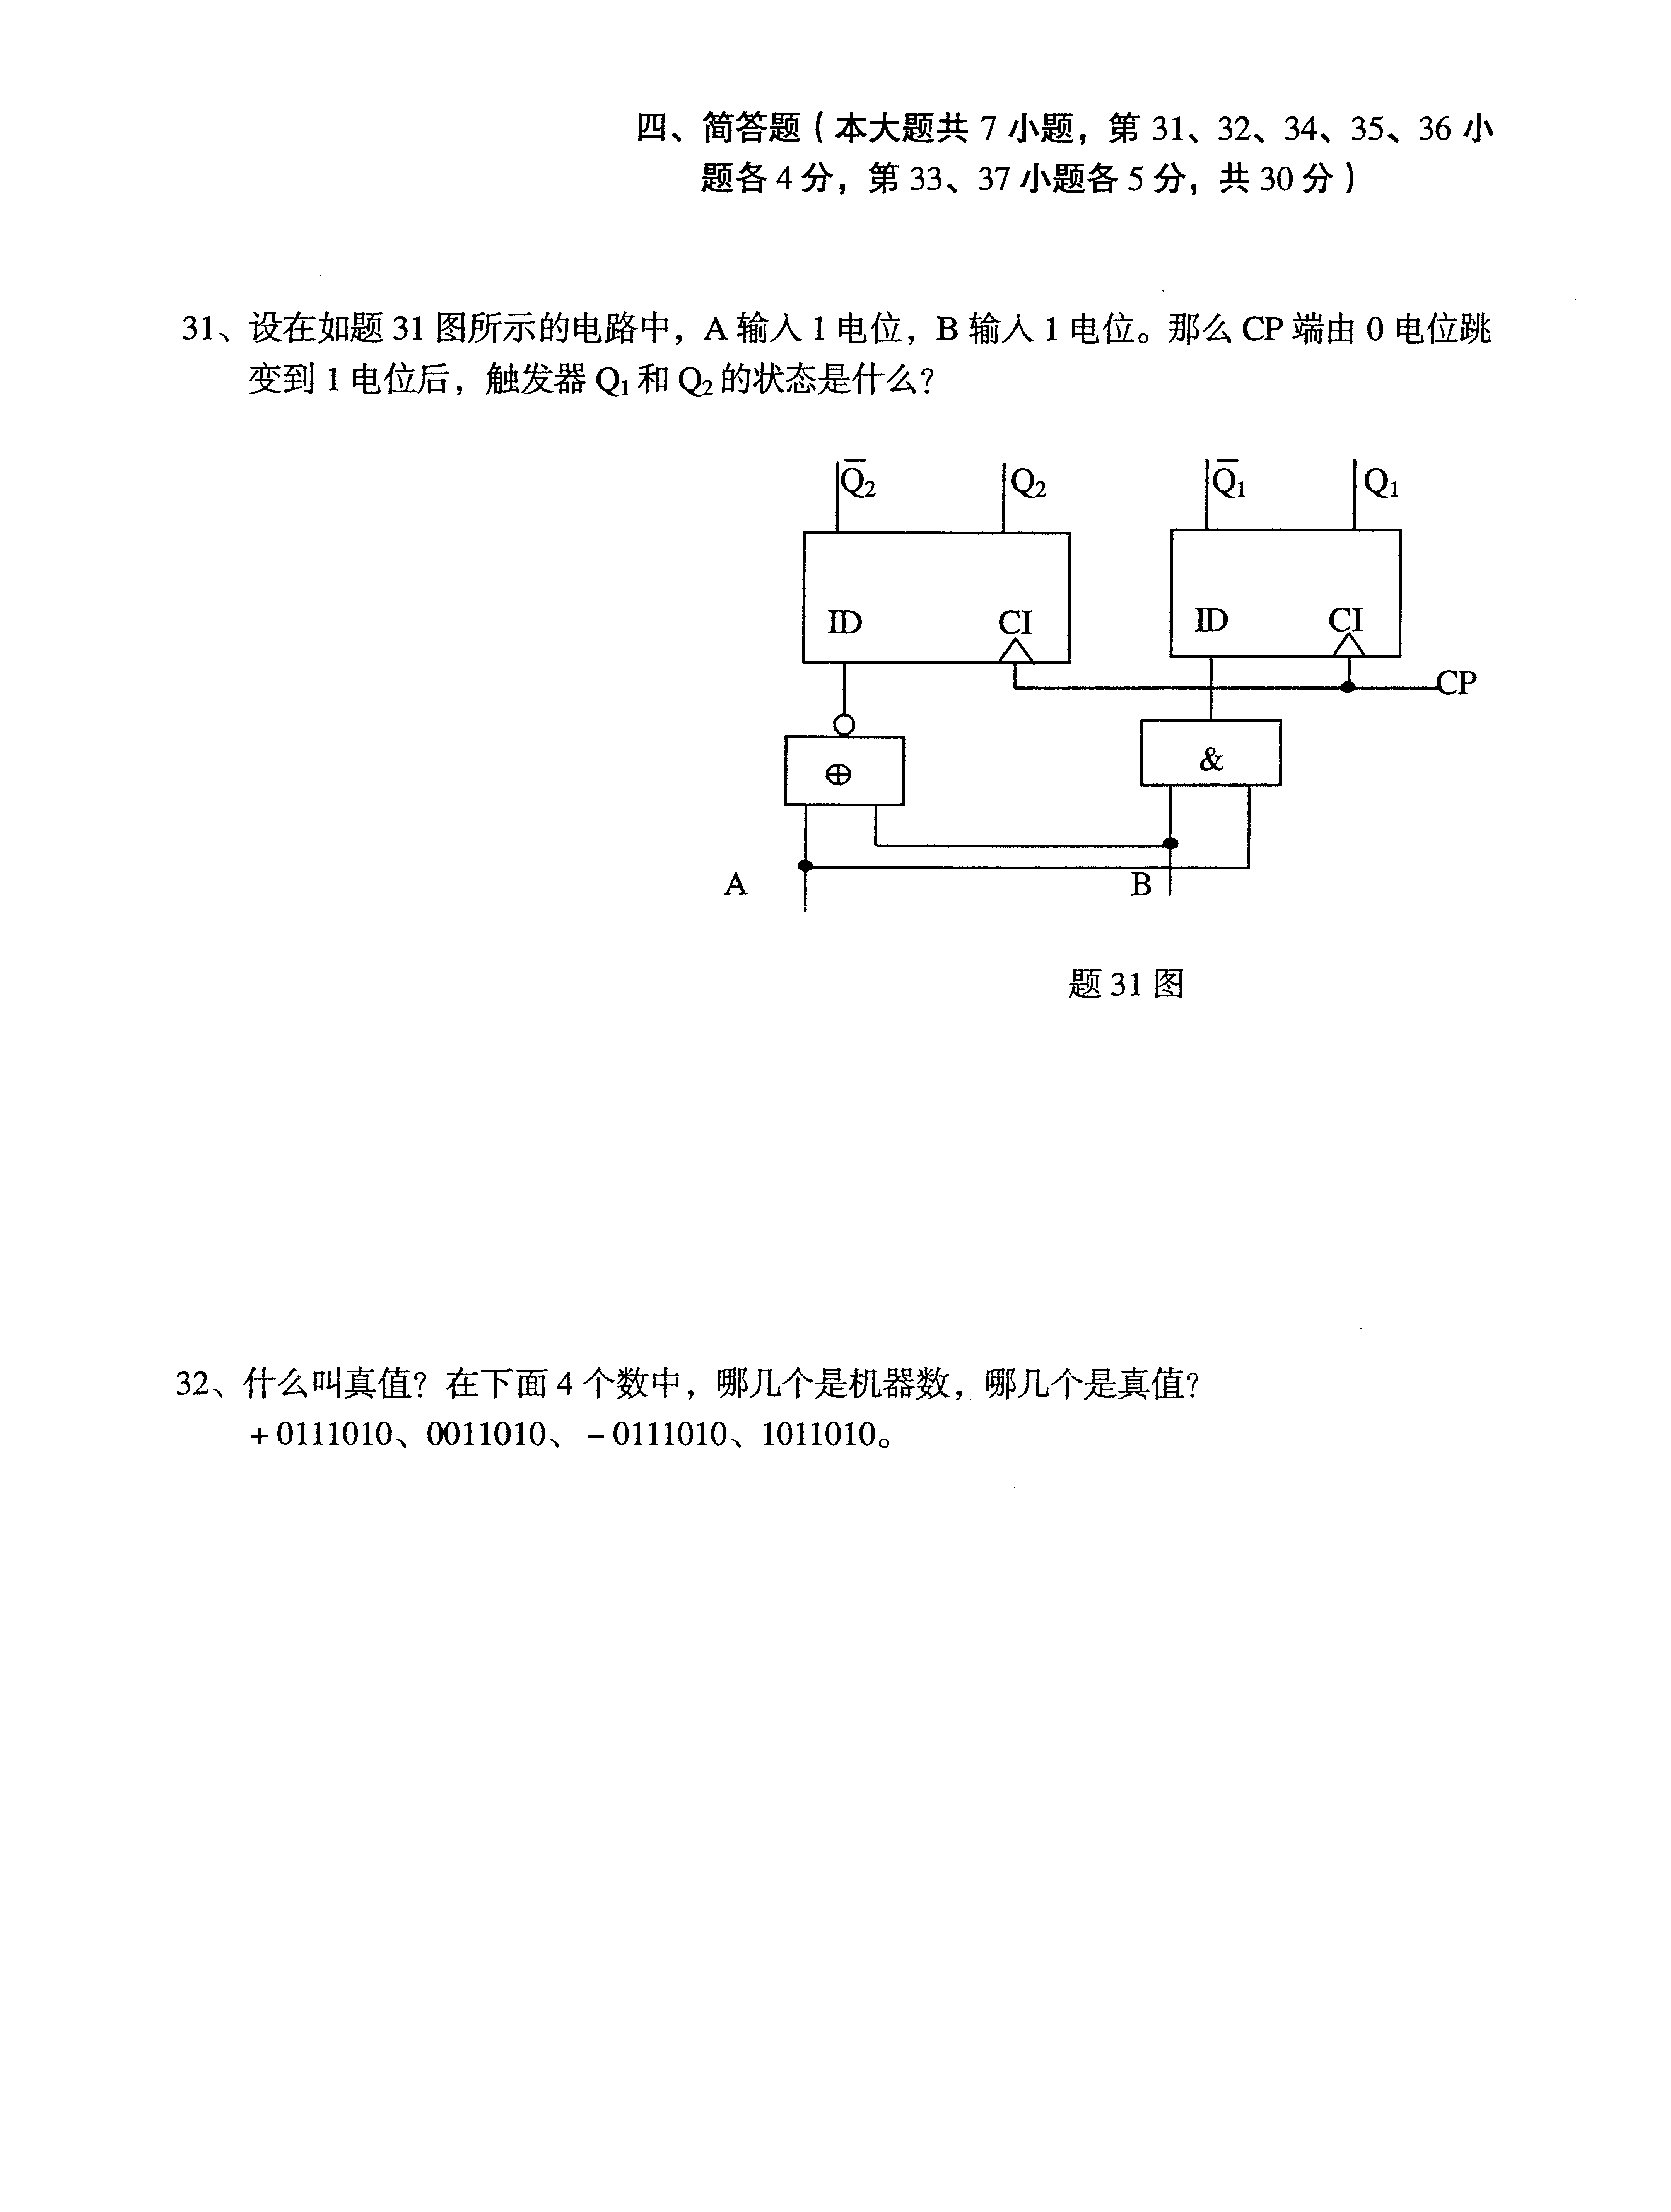 四、简答题（本大题共 7 小题，第 31、32、34、35、36 小
题各 4 分，第 33、37 小题各 5 分，共 30 分）
31、设在如题 31 图所示的电路中，A 输入 1 电位，B 输入 1 电位。那么 CP 端由 0 电位跳
变到 1 电位后，触发器 Q₁ 和 Q₂ 的状态是什么？
Q̅₂ Q₂ Q̅₁ Q₁
ID CI ID CI
CP
⊕ &
A B
题 31 图
32、什么叫真值？在下面 4 个数中，哪几个是机器数，哪几个是真值？
+0111010、0011010、-0111010、1011010。